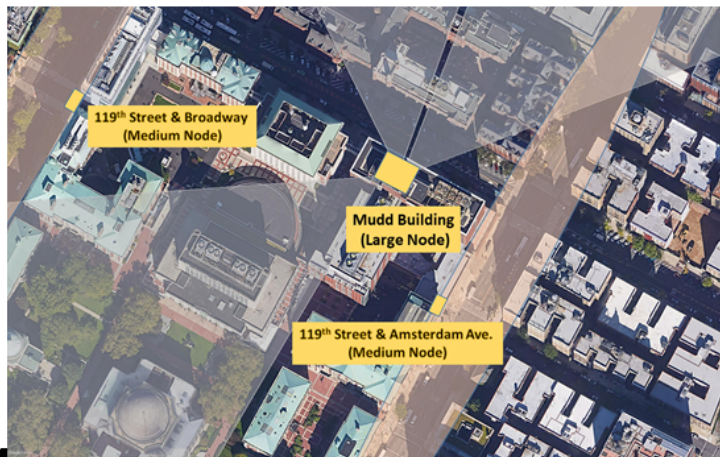 119th Street & Broadway
(Medium Node)
Mudd Building
(Large Node)
119th Street & Amsterdam Ave.
(Medium Node)